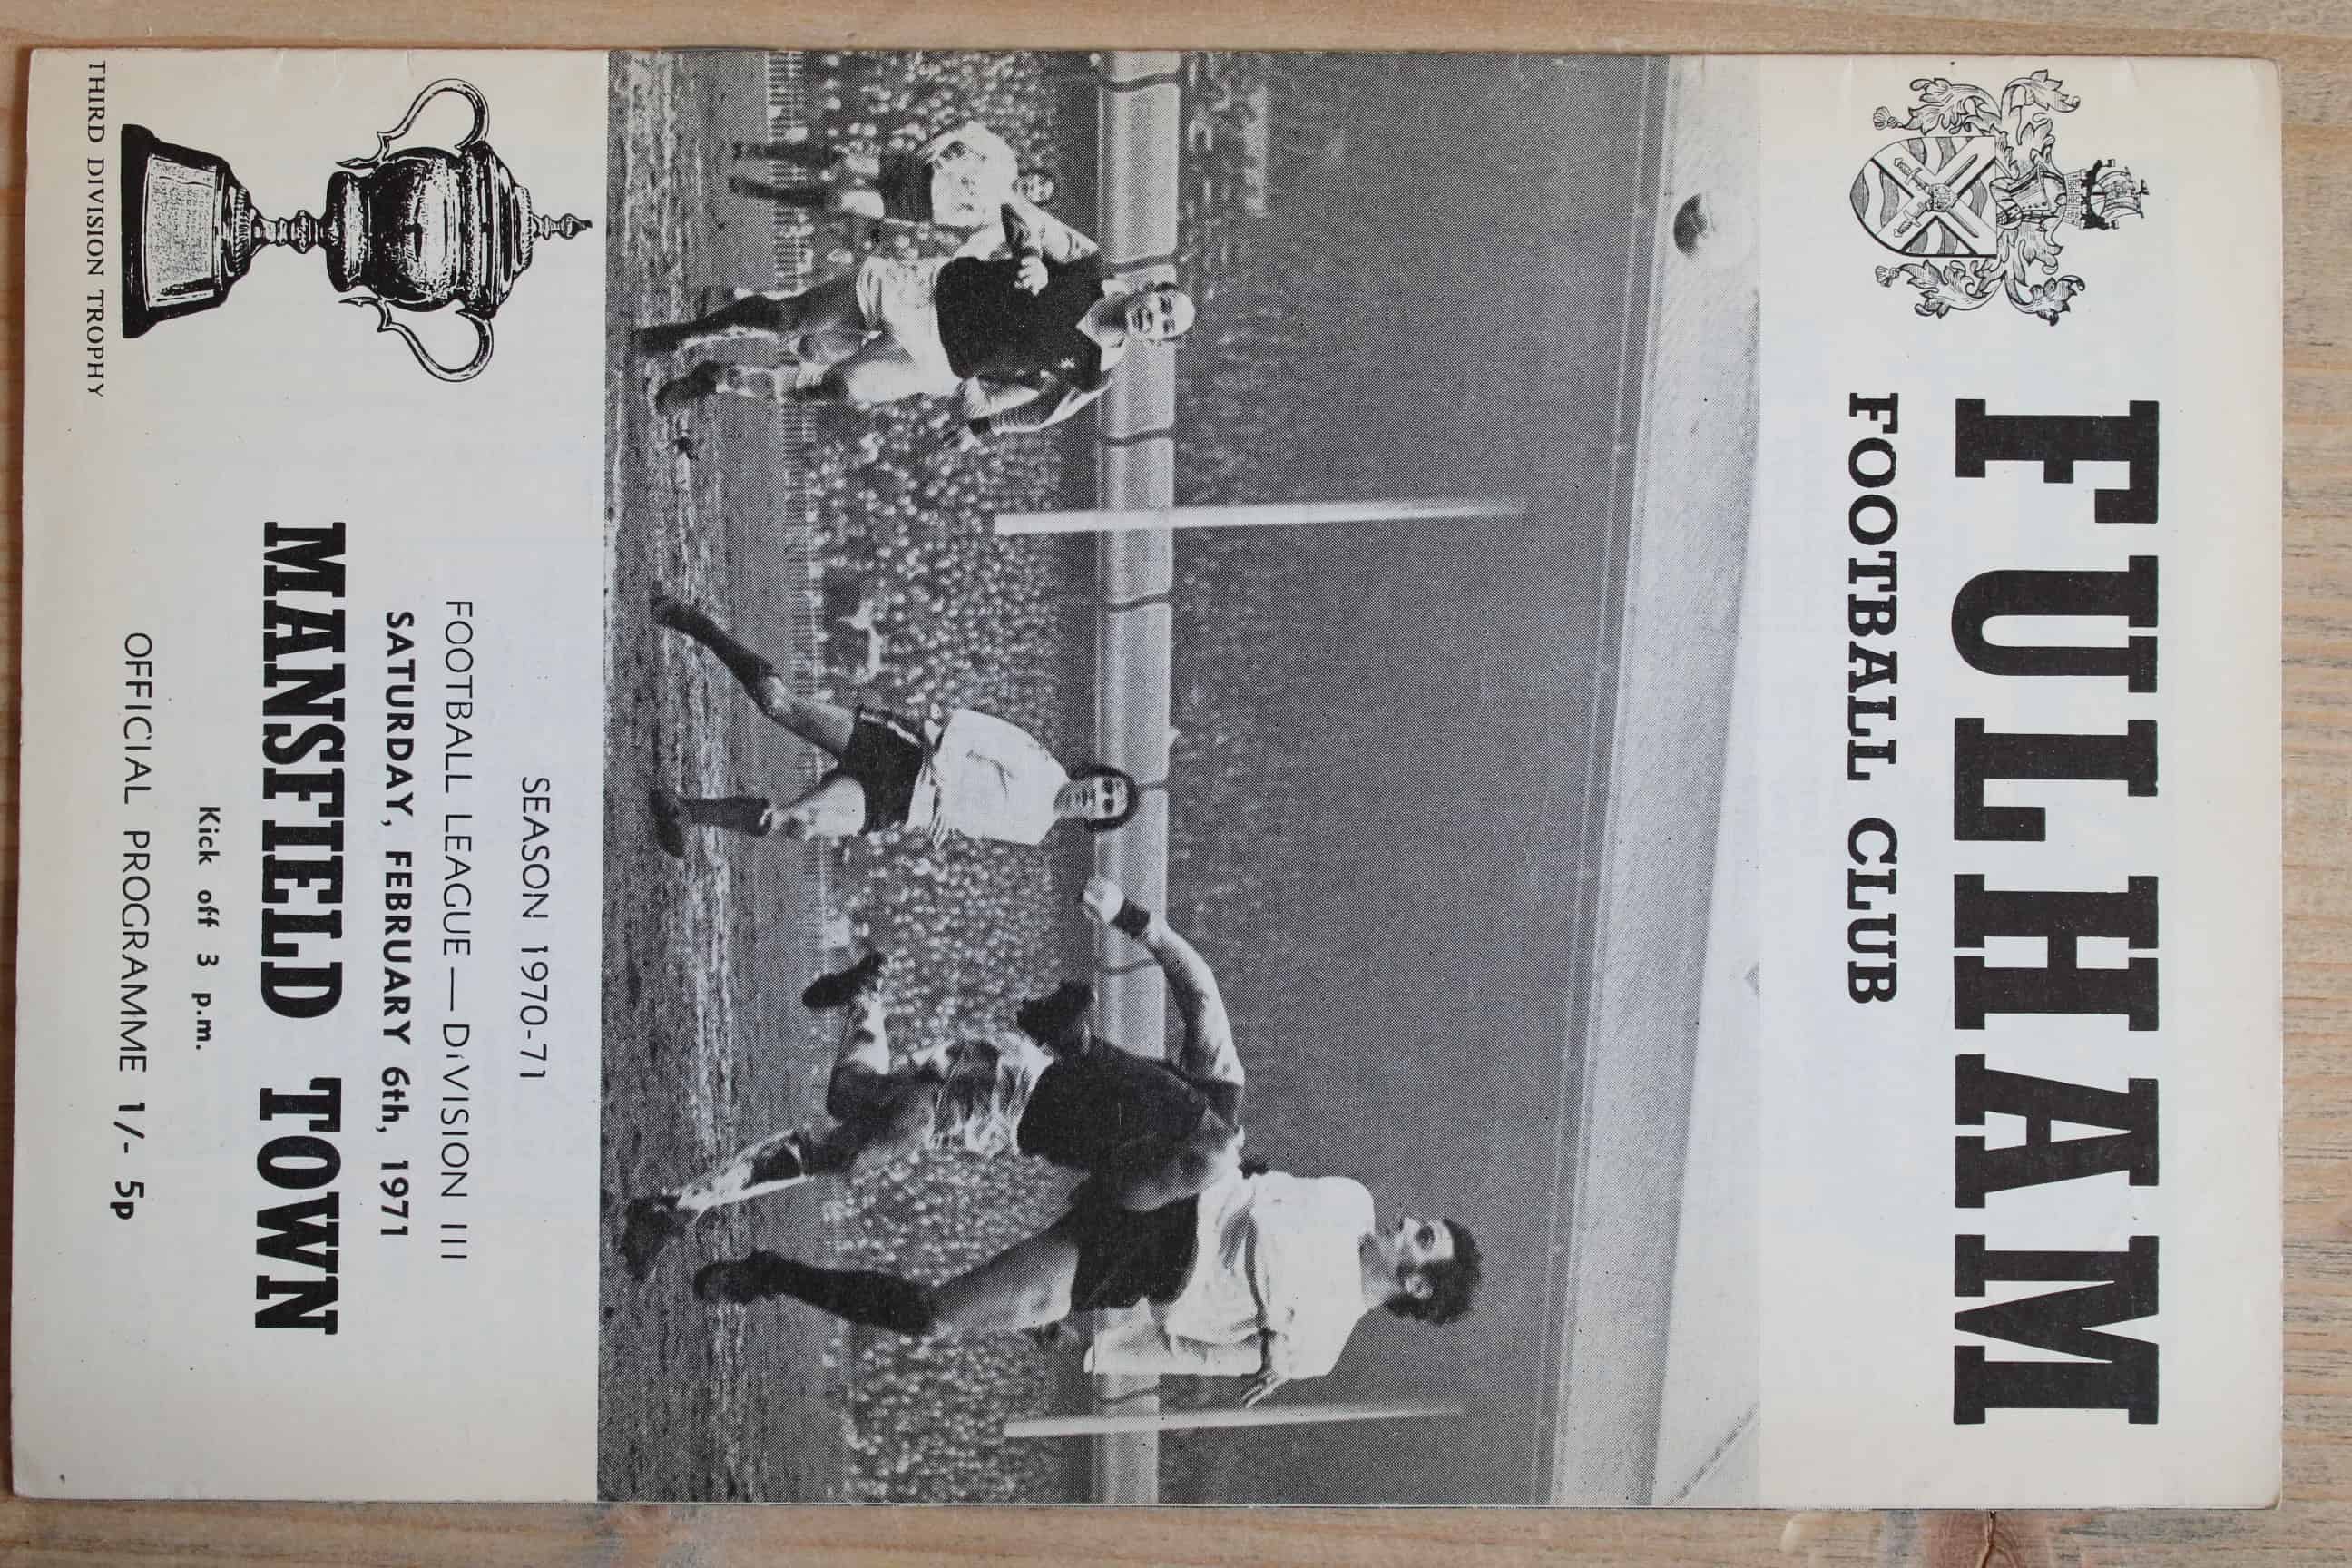 FULHAM
FOOTBALL CLUB
SEASON 1970-71
FOOTBALL LEAGUE — DIVISION III
SATURDAY, FEBRUARY 6th, 1971
MANSFIELD TOWN
Kick off 3 p.m.
OFFICIAL PROGRAMME 1/- 5p
THIRD DIVISION TROPHY